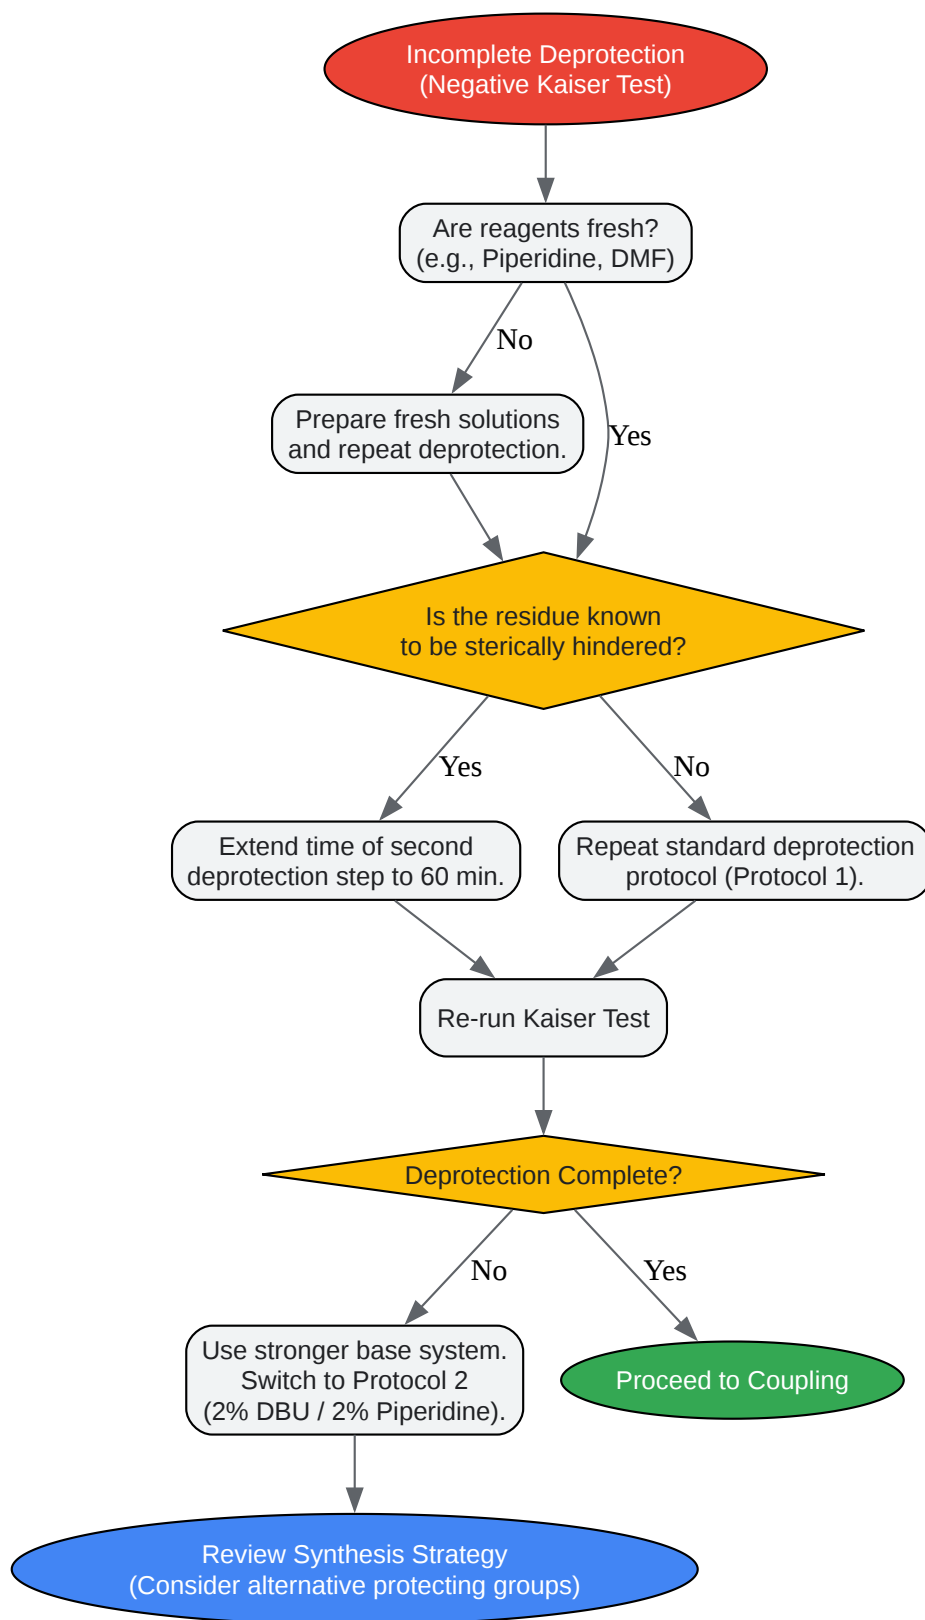 Incomplete Deprotection
(Negative Kaiser Test)
Are reagents fresh?
(e.g., Piperidine, DMF)
No
Prepare fresh solutions
and repeat deprotection.
Yes
Is the residue known
to be sterically hindered?
Yes
No
Extend time of second
deprotection step to 60 min.
Repeat standard deprotection
protocol (Protocol 1).
Re-run Kaiser Test
Deprotection Complete?
No
Yes
Use stronger base system.
Switch to Protocol 2
(2% DBU / 2% Piperidine).
Proceed to Coupling
Review Synthesis Strategy
(Consider alternative protecting groups)